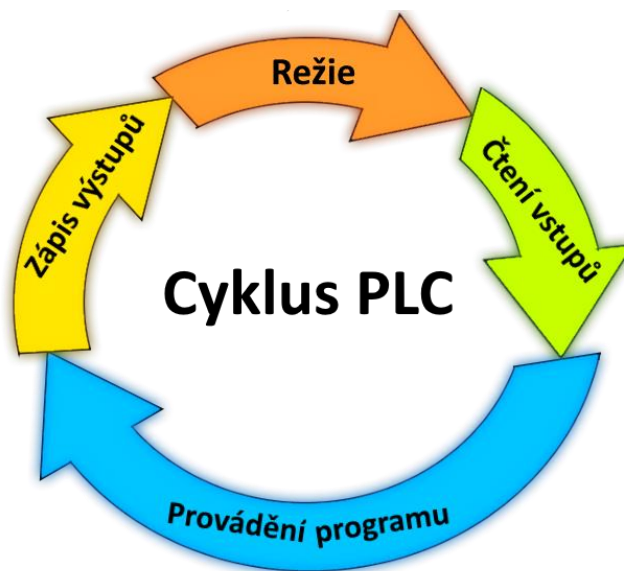 Režie
Čtení vstupů
Cyklus PLC
Zápis výstupů
Provádění programu